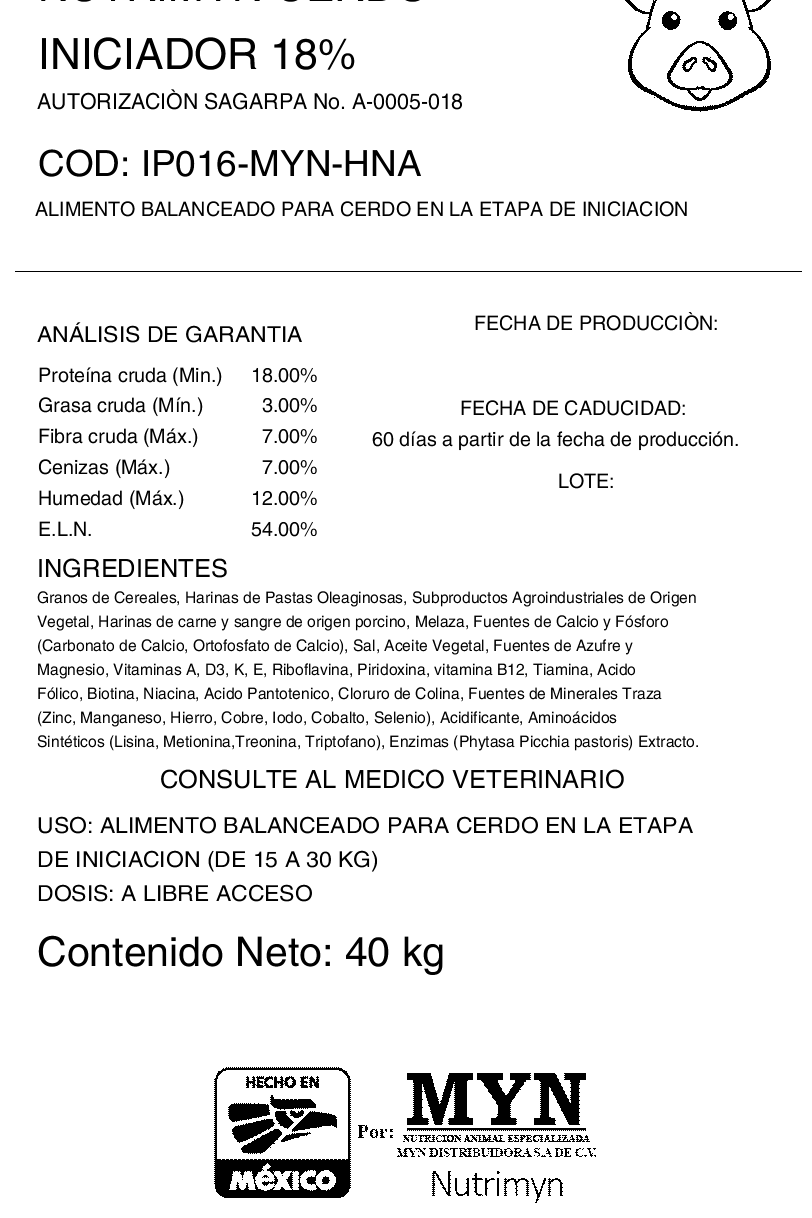 INICIADOR 18%
AUTORIZACIÒN SAGARPA No. A-0005-018
COD: IP016-MYN-HNA
ALIMENTO BALANCEADO PARA CERDO EN LA ETAPA DE INICIACION
ANÁLISIS DE GARANTIA
Proteína cruda (Min.) 18.00%
Grasa cruda (Mín.) 3.00%
Fibra cruda (Máx.) 7.00%
Cenizas (Máx.) 7.00%
Humedad (Máx.) 12.00%
E.L.N. 54.00%
FECHA DE PRODUCCIÒN:
FECHA DE CADUCIDAD:
60 días a partir de la fecha de producción.
LOTE:
INGREDIENTES
Granos de Cereales, Harinas de Pastas Oleaginosas, Subproductos Agroindustriales de Origen
Vegetal, Harinas de carne y sangre de origen porcino, Melaza, Fuentes de Calcio y Fósforo
(Carbonato de Calcio, Ortofosfato de Calcio), Sal, Aceite Vegetal, Fuentes de Azufre y
Magnesio, Vitaminas A, D3, K, E, Riboflavina, Piridoxina, vitamina B12, Tiamina, Acido
Fólico, Biotina, Niacina, Acido Pantotenico, Cloruro de Colina, Fuentes de Minerales Traza
(Zinc, Manganeso, Hierro, Cobre, Iodo, Cobalto, Selenio), Acidificante, Aminoácidos
Sintéticos (Lisina, Metionina,Treonina, Triptofano), Enzimas (Phytasa Picchia pastoris) Extracto.
CONSULTE AL MEDICO VETERINARIO
USO: ALIMENTO BALANCEADO PARA CERDO EN LA ETAPA
DE INICIACION (DE 15 A 30 KG)
DOSIS: A LIBRE ACCESO
Contenido Neto: 40 kg
HECHO EN
MéXICO
Por:
MYN
NUTRICION ANIMAL ESPECIALIZADA
MYN DISTRIBUIDORA S.A DE C.V.
Nutrimyn